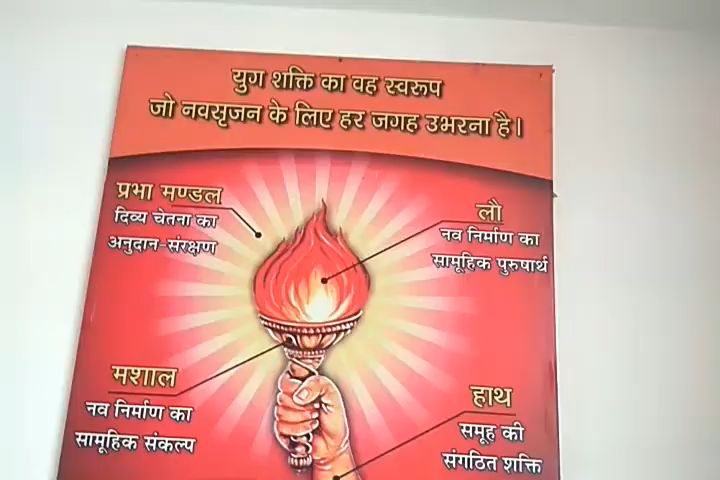 युग शक्ति का वह स्वरूप
जो नवसृजन के लिए हर जगह उभरना है।
प्रभा मण्डल
दिव्य चेतना का
अनुदान-संरक्षण
लौ
नव निर्माण का
सामूहिक पुरुषार्थ
मशाल
नव निर्माण का
सामूहिक संकल्प
हाथ
समूह की
संगठित शक्ति